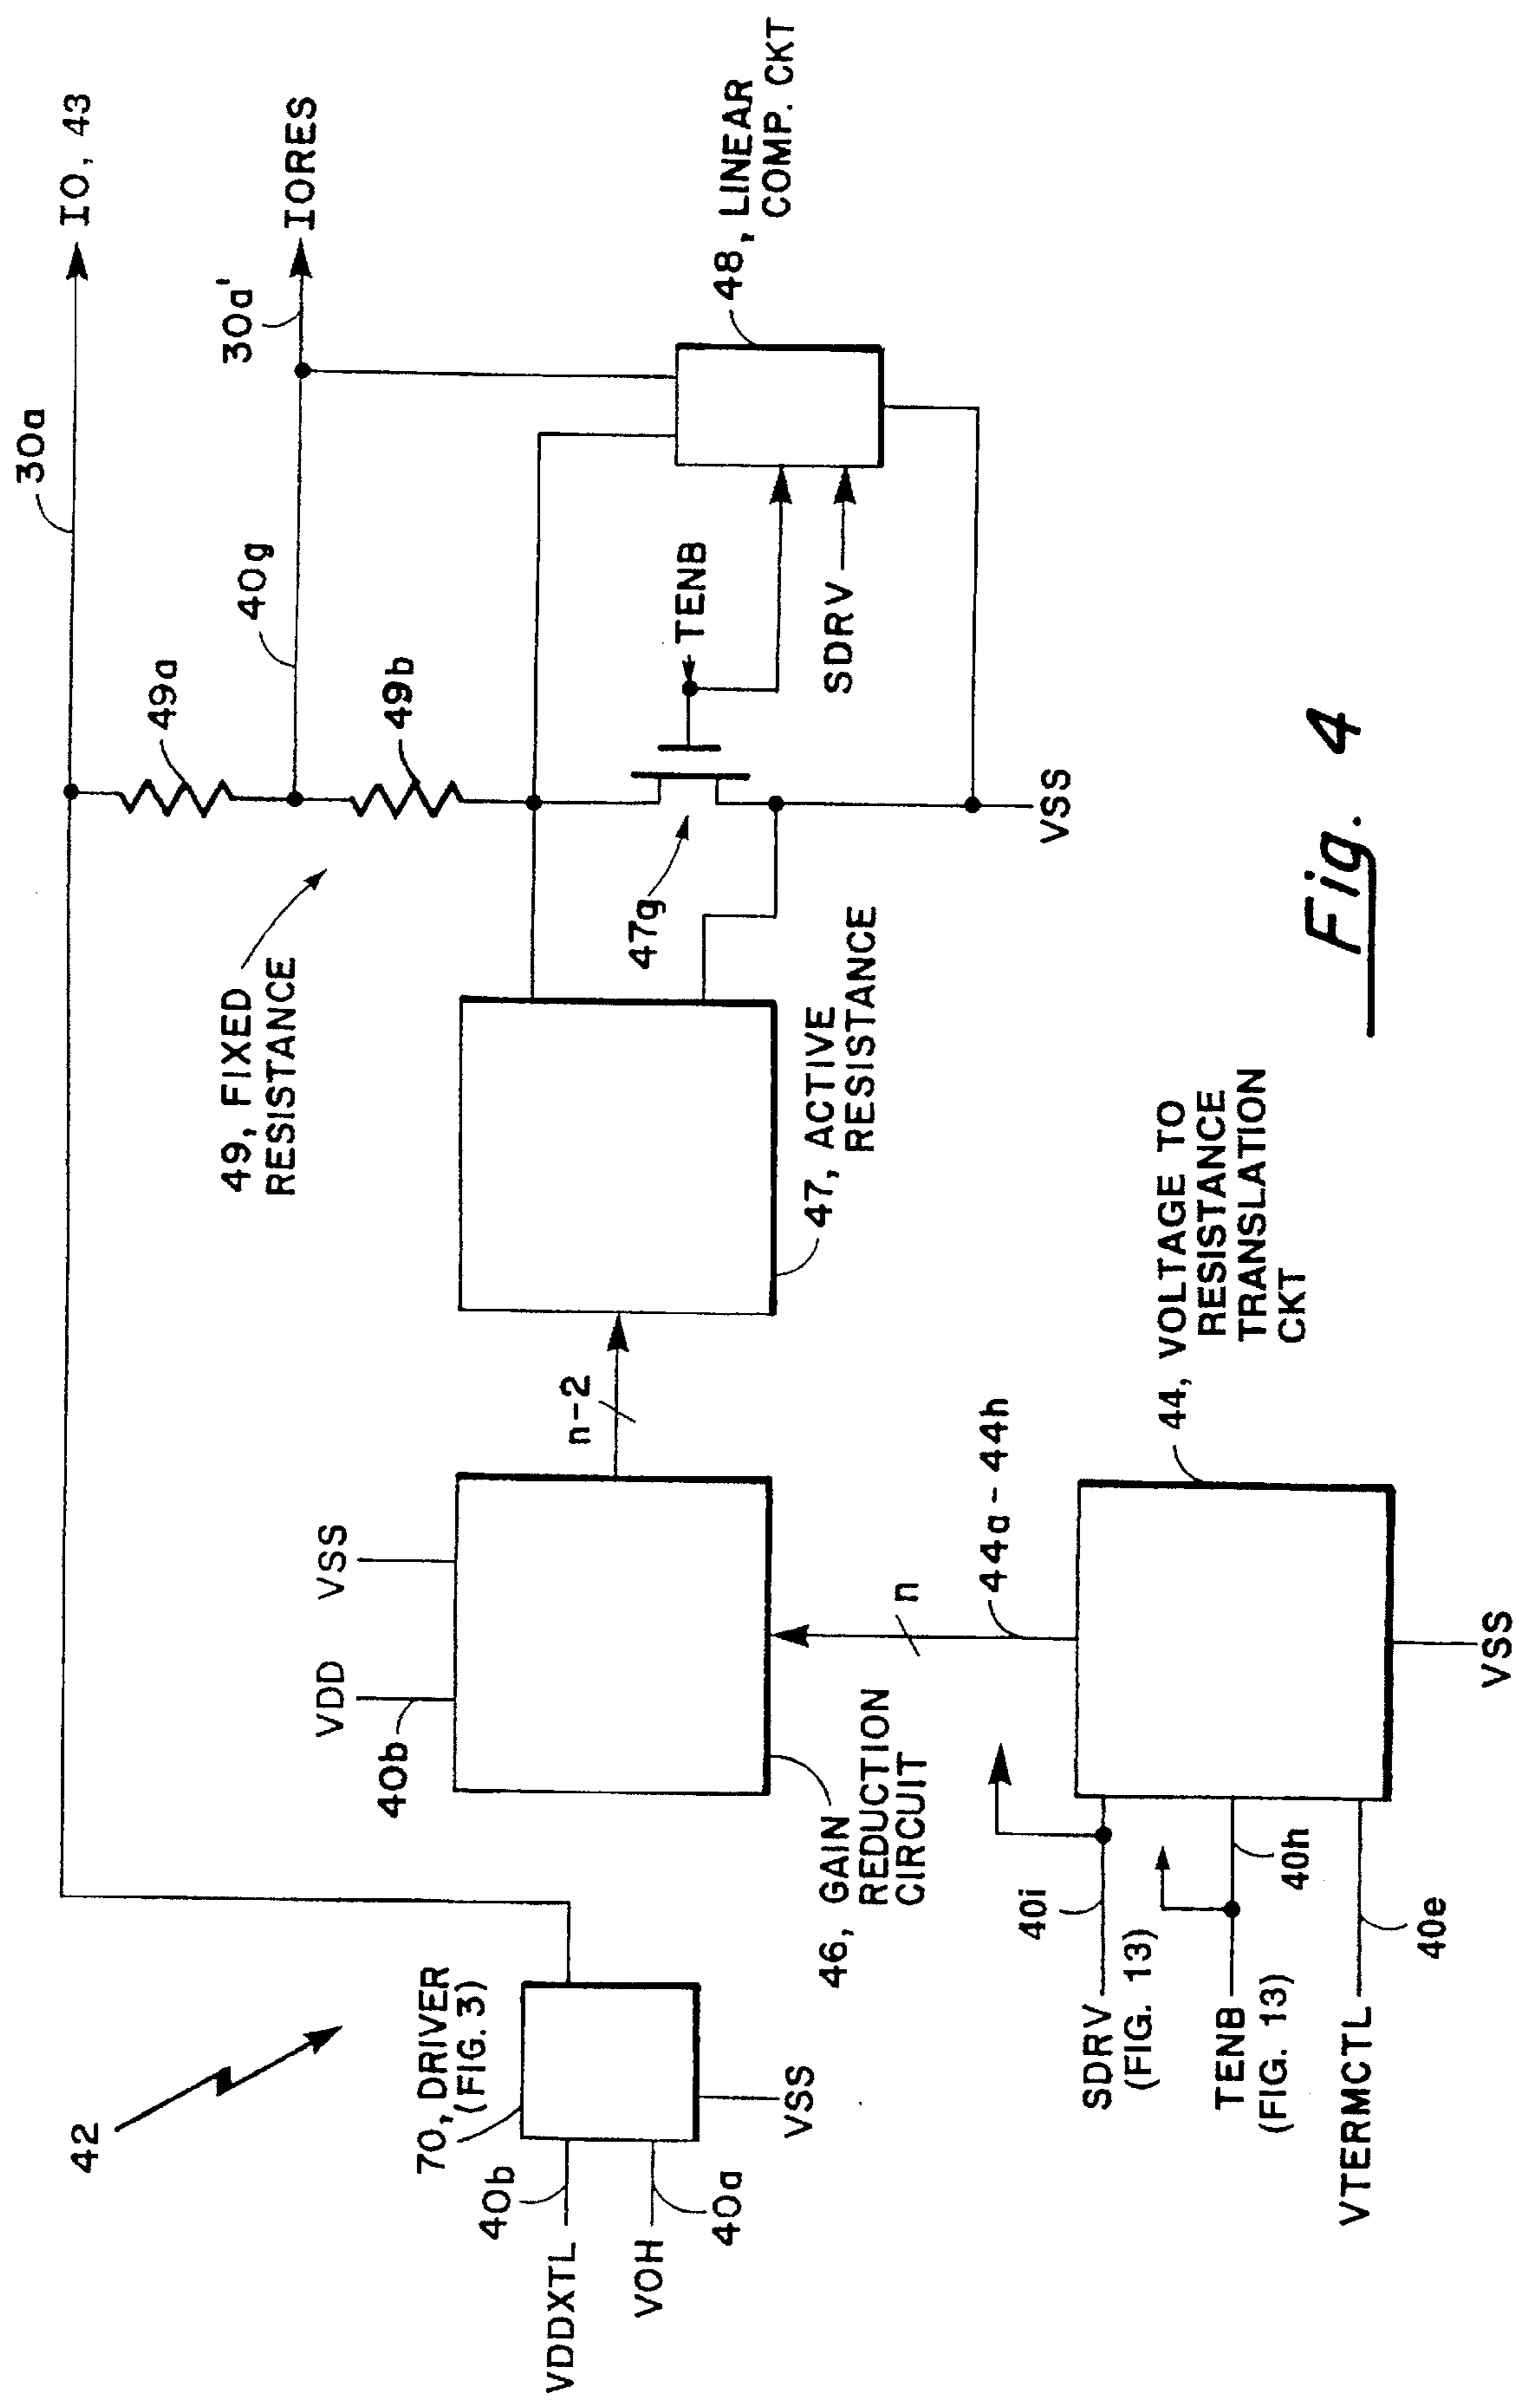 42
30a
IO, 43
49a
40g
30a'
IORES
49, FIXED
RESISTANCE
49b
VDD
VSS
40b
n-2
47g
TENB
SDRV
48, LINEAR
COMP. CKT
70, DRIVER
(FIG. 3)
VDDXTL
40b
VOH
40a
VSS
46, GAIN
REDUCTION
CIRCUIT
47, ACTIVE
RESISTANCE
VSS
n
44a - 44h
44, VOLTAGE TO
RESISTANCE
TRANSLATION
CKT
SDRV
(FIG. 13)
40i
TENB
(FIG. 13)
40h
VTERMCTL
40e
VSS
Fig. 4